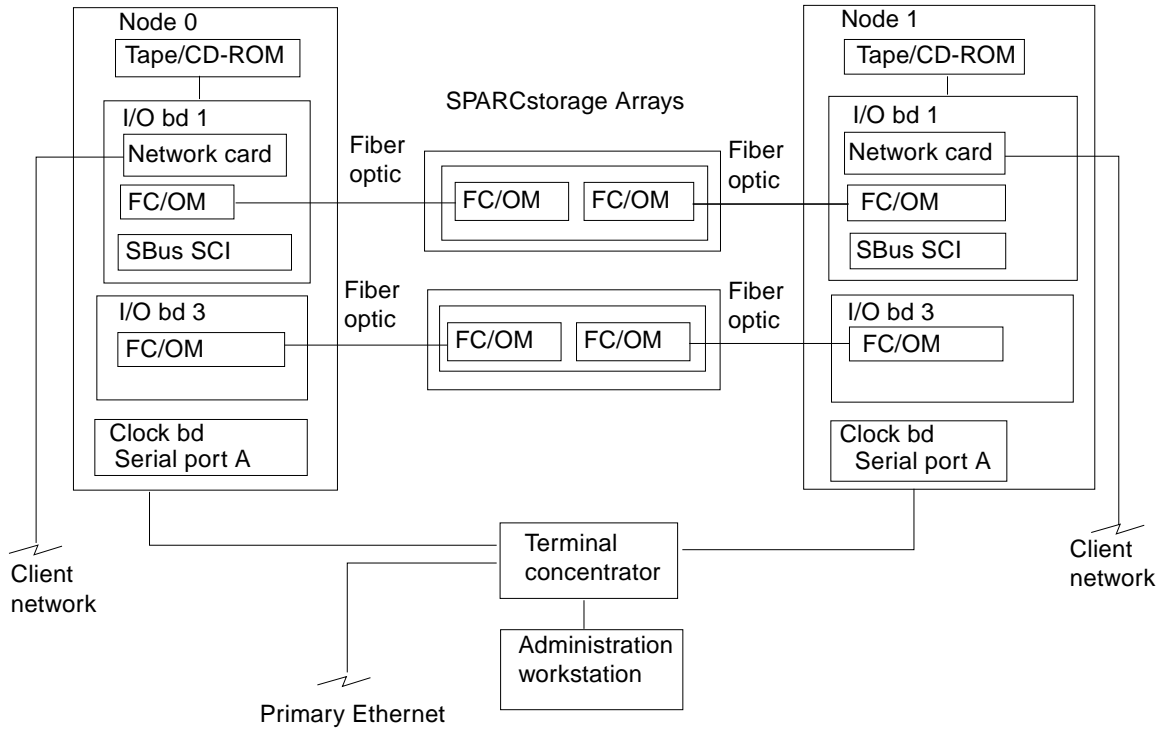 Node 0
Tape/CD-ROM
I/O bd 1
Network card
FC/OM
SBus SCI
I/O bd 3
FC/OM
Clock bd
Serial port A
SPARCstorage Arrays
Fiber
optic
FC/OM
FC/OM
Fiber
optic
Fiber
optic
FC/OM
FC/OM
Fiber
optic
Node 1
Tape/CD-ROM
I/O bd 1
Network card
FC/OM
SBus SCI
I/O bd 3
FC/OM
Clock bd
Serial port A
Client
network
Terminal
concentrator
Client
network
Administration
workstation
Primary Ethernet